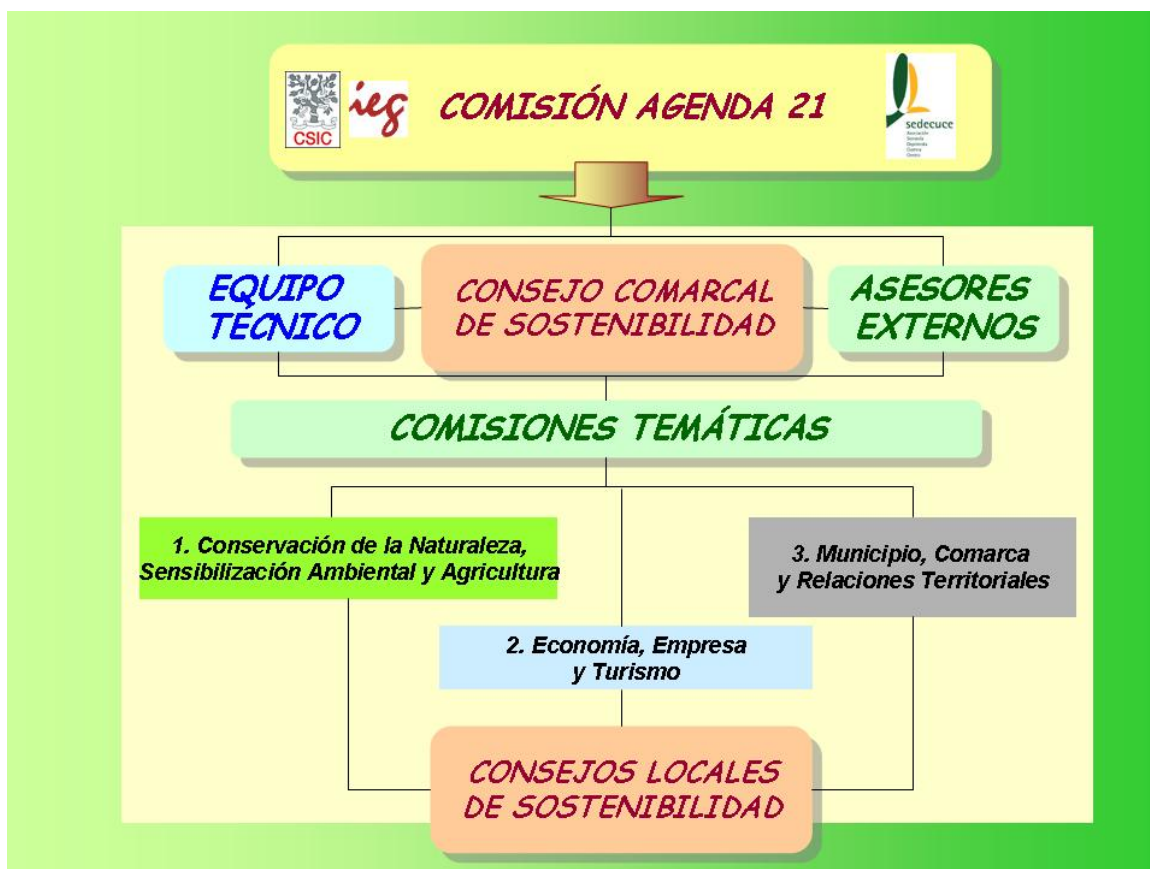 CSIC
ieg
COMISIÓN AGENDA 21
sedecuce
EQUIPO
TÉCNICO
CONSEJO COMARCAL
DE SOSTENIBILIDAD
ASESORES
EXTERNOS
COMISIONES TEMÁTICAS
1. Conservación de la Naturaleza,
Sensibilización Ambiental y Agricultura
3. Municipio, Comarca
y Relaciones Territoriales
2. Economía, Empresa
y Turismo
CONSEJOS LOCALES
DE SOSTENIBILIDAD